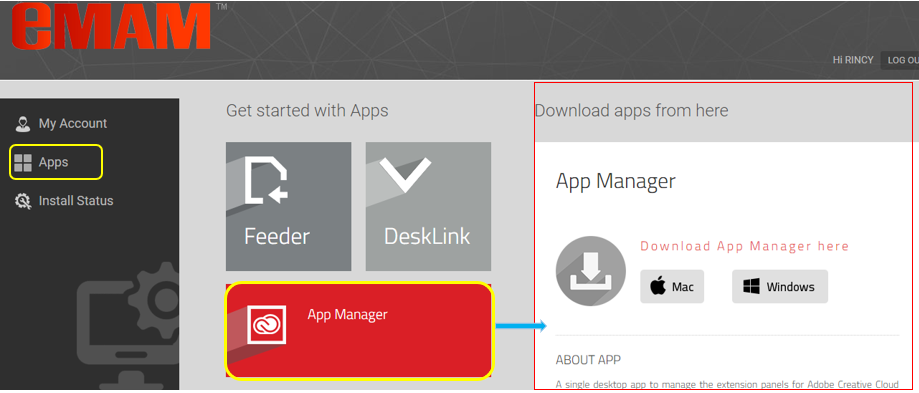 eMAM™
Hi RINCY
LOG OU
My Account
Apps
Install Status
Get started with Apps
Feeder
DeskLink
App Manager
Download apps from here
App Manager
Download App Manager here
Mac
Windows
ABOUT APP
A single desktop app to manage the extension panels for Adobe Creative Cloud